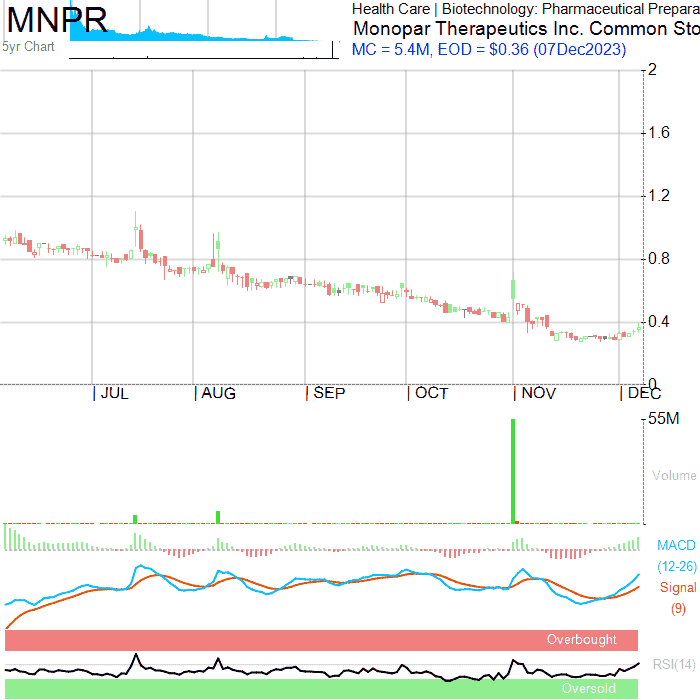 MNPR
5yr Chart
Health Care | Biotechnology: Pharmaceutical Prepara
Monopar Therapeutics Inc. Common Sto
MC = 5.4M, EOD = $0.36 (07Dec2023)
2
1.6
1.2
0.8
0.4
0
JUL AUG SEP OCT NOV DEC
55M
Volume
MACD
(12-26)
Signal
(9)
Overbought
RSI(14)
Oversold